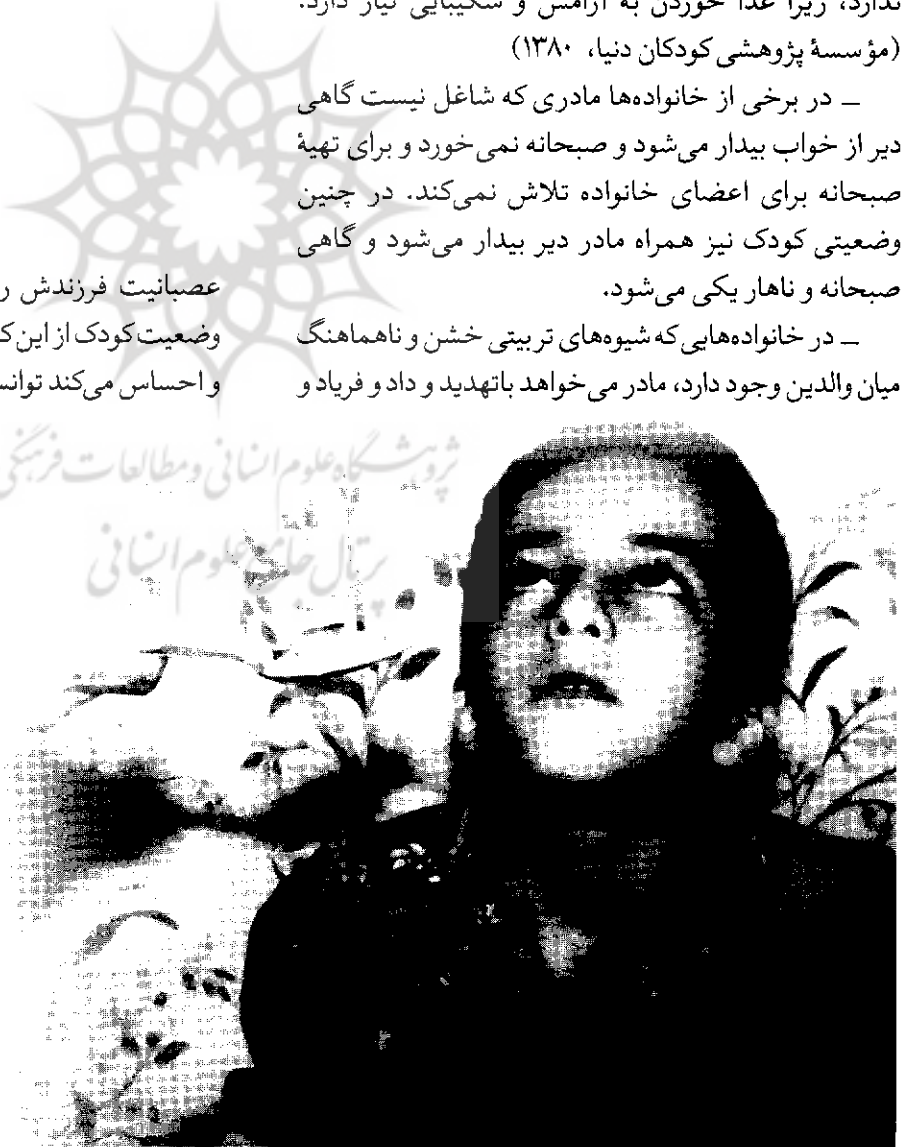 ندارد، زیرا غذا خوردن به آرامش و شکیبایی نیاز دارد.
(مؤسسهٔ پژوهشی کودکان دنیا، ۱۳۸۰)
ــ در برخی از خانواده‌ها مادری که شاغل نیست گاهی
دیر از خواب بیدار می‌شود و صبحانه نمی‌خورد و برای تهیهٔ
صبحانه برای اعضای خانواده تلاش نمی‌کند. در چنین
وضعیتی کودک نیز همراه مادر دیر بیدار می‌شود و گاهی
صبحانه و ناهار یکی می‌شود.
ــ در خانواده‌هایی که شیوه‌های تربیتی خشن و ناهماهنگ
میان والدین وجود دارد، مادر می‌خواهد باتهدید و داد و فریاد و
عصبانیت فرزندش ر
وضعیت کودک از این ک
و احساس می‌کند توانس
پژوهشگاه علوم انسانی و مطالعات فرهنگی
پرتال جامع علوم انسانی